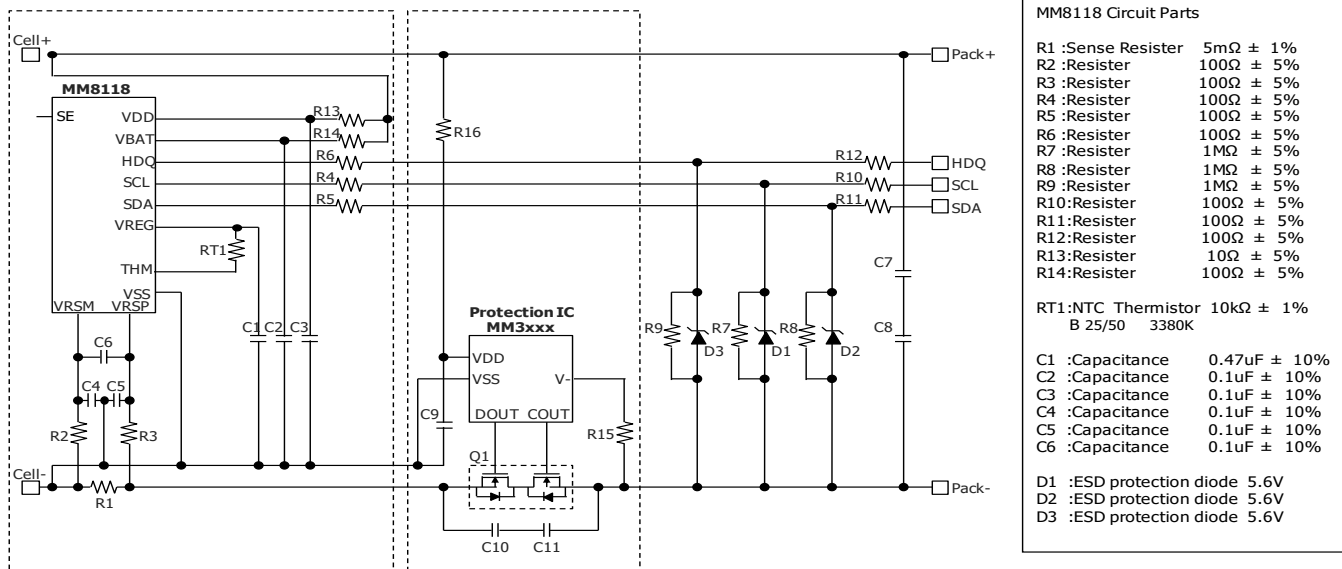 Cell+
Pack+
MM8118
SE
VDD
R13
VBAT
R14
R16
HDQ
R6
R12
HDQ
SCL
R4
R10
SCL
SDA
R5
R11
SDA
VREG
RT1
THM
VSS
VRSM
VRSP
C7
C1
C2
C3
C6
Protection IC
MM3xxx
R9
D3
R7
D1
R8
D2
C8
VDD
VSS
V-
C4
C5
C9
DOUT
COUT
R2
R3
R15
Q1
Cell-
R1
Pack-
C10
C11
MM8118 Circuit Parts
R1 :Sense Resister 5mΩ ± 1%
R2 :Resister 100Ω ± 5%
R3 :Resister 100Ω ± 5%
R4 :Resister 100Ω ± 5%
R5 :Resister 100Ω ± 5%
R6 :Resister 100Ω ± 5%
R7 :Resister 1MΩ ± 5%
R8 :Resister 1MΩ ± 5%
R9 :Resister 1MΩ ± 5%
R10:Resister 100Ω ± 5%
R11:Resister 100Ω ± 5%
R12:Resister 100Ω ± 5%
R13:Resister 10Ω ± 5%
R14:Resister 100Ω ± 5%
RT1:NTC Thermistor 10kΩ ± 1%
B 25/50 3380K
C1 :Capacitance 0.47uF ± 10%
C2 :Capacitance 0.1uF ± 10%
C3 :Capacitance 0.1uF ± 10%
C4 :Capacitance 0.1uF ± 10%
C5 :Capacitance 0.1uF ± 10%
C6 :Capacitance 0.1uF ± 10%
D1 :ESD protection diode 5.6V
D2 :ESD protection diode 5.6V
D3 :ESD protection diode 5.6V